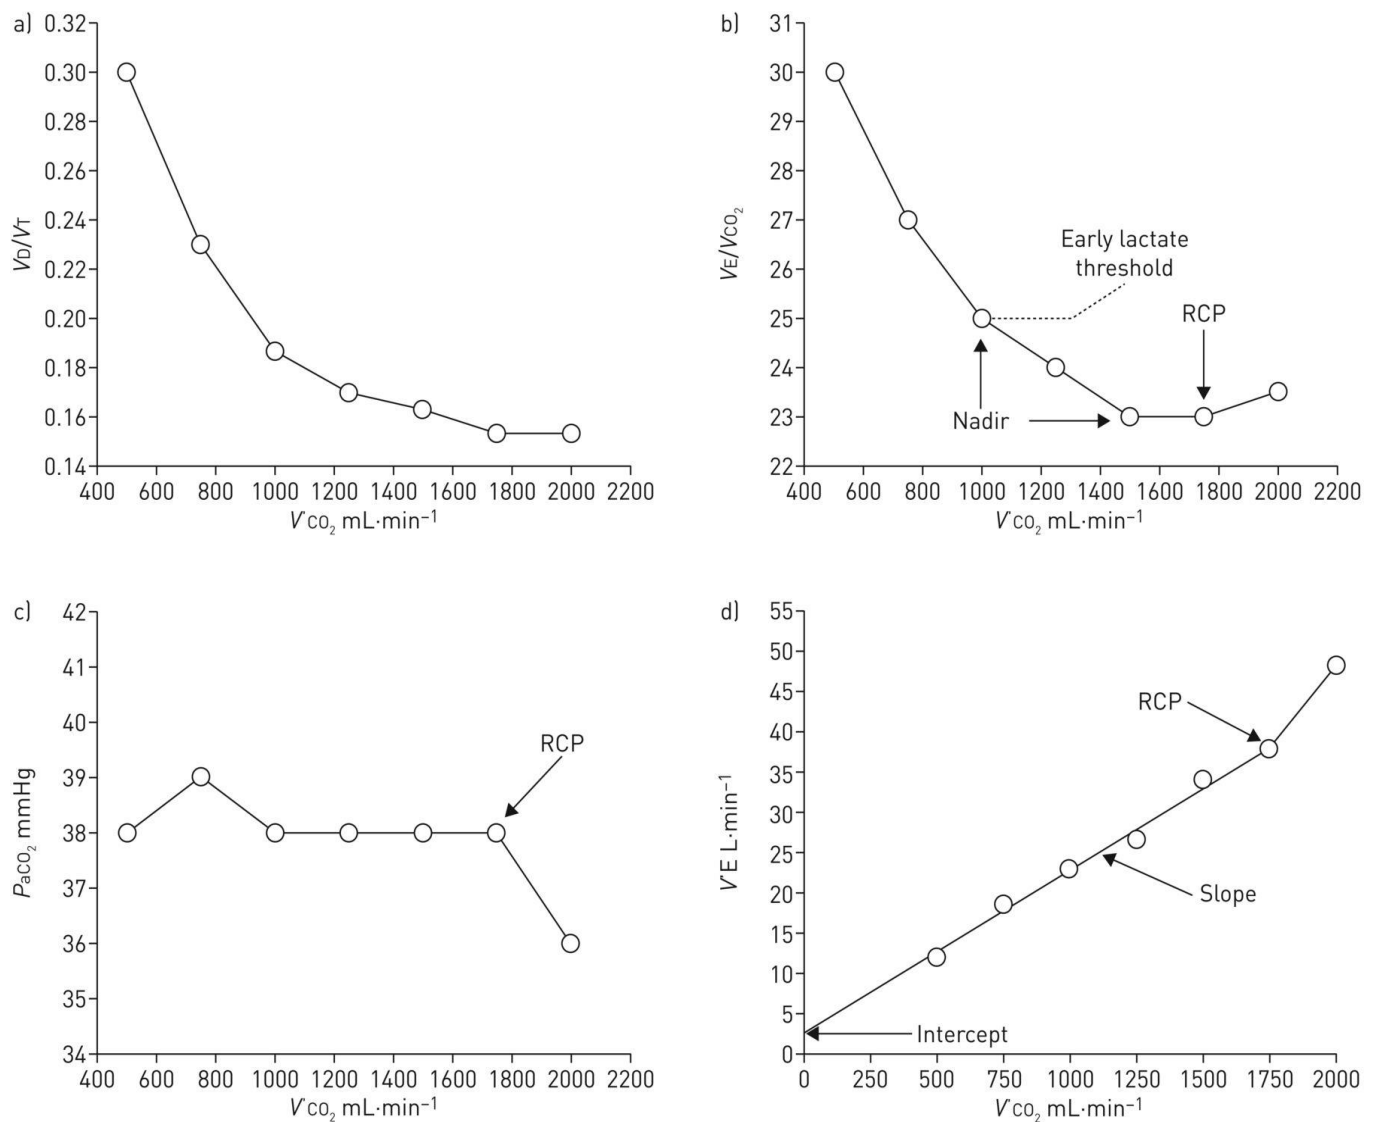 a)
0.32
0.30
0.28
0.26
0.24
0.22
0.20
0.18
0.16
0.14
VD/VT
400 600 800 1000 1200 1400 1600 1800 2000 2200
V˙CO₂ mL·min⁻¹
b)
31
30
29
28
27
26
25
24
23
22
VE/VCO₂
Early lactate
threshold
RCP
Nadir
400 600 800 1000 1200 1400 1600 1800 2000 2200
V˙CO₂ mL·min⁻¹
c)
42
41
40
39
38
37
36
35
34
PaCO₂ mmHg
RCP
400 600 800 1000 1200 1400 1600 1800 2000 2200
V˙CO₂ mL·min⁻¹
d)
55
50
45
40
35
30
25
20
15
10
5
0
V˙E L·min⁻¹
RCP
Slope
Intercept
0 250 500 750 1000 1250 1500 1750 2000
V˙CO₂ mL·min⁻¹